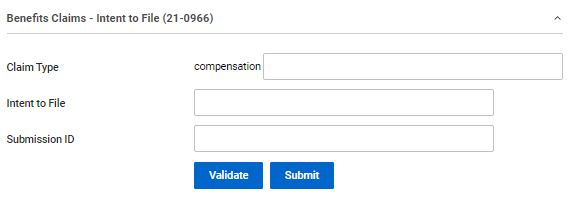 Benefits Claims - Intent to File (21-0966)
Claim Type compensation
Intent to File
Submission ID
Validate Submit